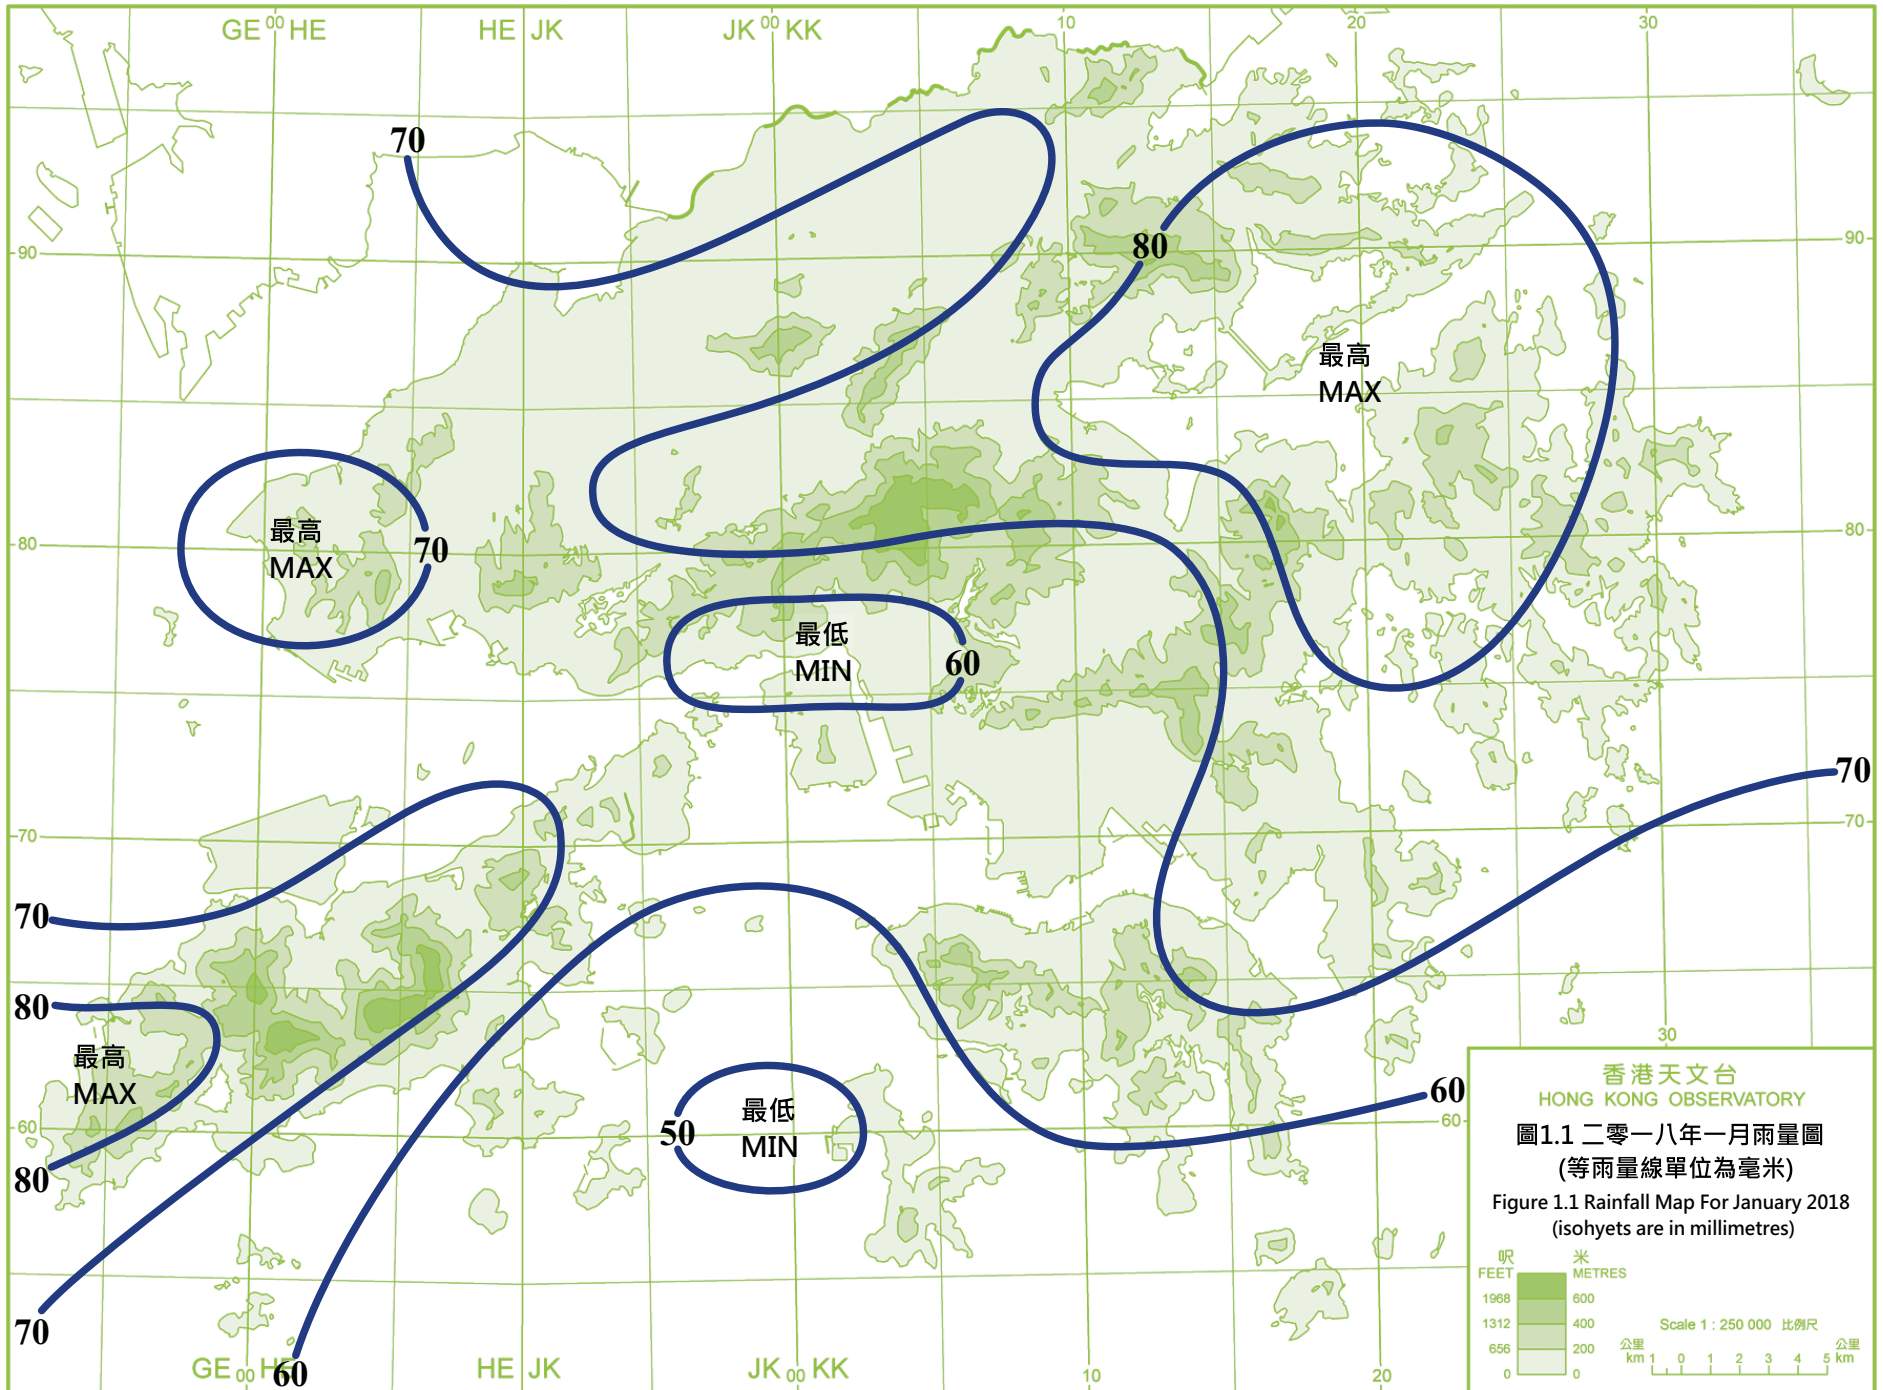 GE 00 HE
HE JK
JK 00 KK
10
20
30
70
90
80
90
最高
MAX
最高
MAX
80
70
80
最低
MIN
60
70
70
70
70
80
30
最高
MAX
最低
MIN
50
60
60
60
80
香港天文台
HONG KONG OBSERVATORY
圖1.1 二零一八年一月雨量圖
(等雨量線單位為毫米)
Figure 1.1 Rainfall Map For January 2018
(isohyets are in millimetres)
呎 米
FEET METRES
1968 600
1312 400
656 200
0 0
Scale 1 : 250 000 比例尺
公里 公里
km 1 0 1 2 3 4 5 km
70
60
GE 00 HE
HE JK
JK 00 KK
10
20